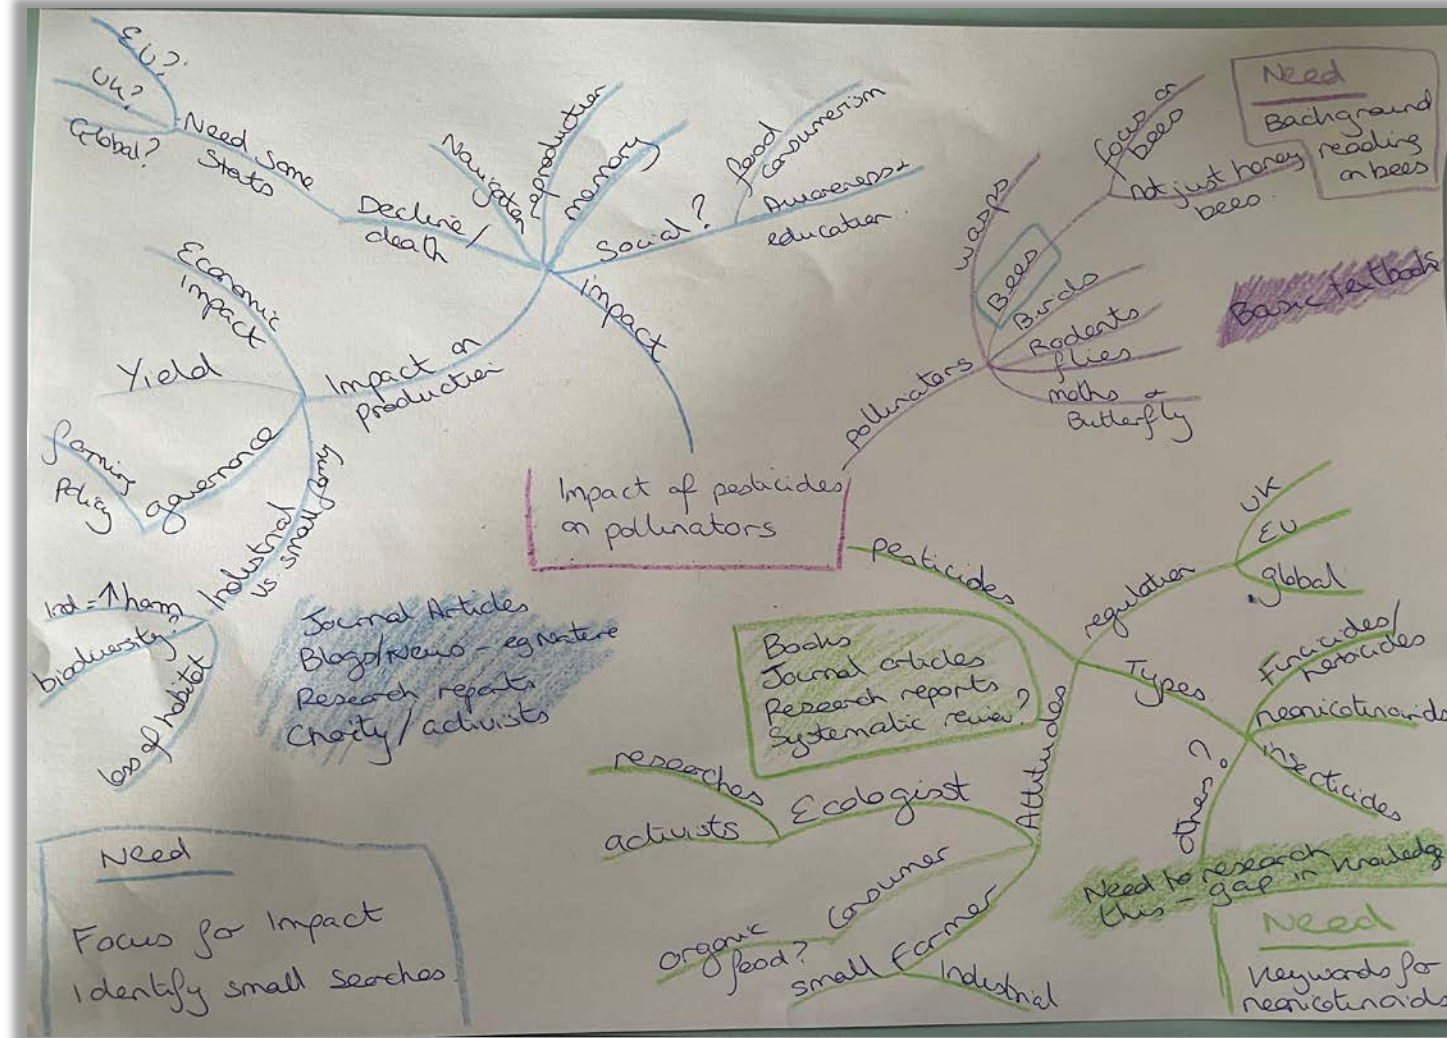 Impact of pesticides
on pollinators
impact
Social?
food
consumerism
Awareness &
education.
memory
reproduction
Navigation
Decline/
death
Need some
Stats
EU?
UK?
Global?
Impact on
production
Economic
impact
Yield
governance
farming
Policy
Industrial
vs. small farms
Ind = ↑ harm
biodiversity?
loss of habitat
Journal Articles
Blogs/News - eg nature
Research reports
Charity / activists
Need
Focus for Impact
Identify small searches
pollinators
wasps
Bees
focus on
bees
not just honey
bees.
Birds
Rodents
flies
moths &
Butterfly
Need
Background
reading
on bees
Basic textbooks
Pesticides
regulation
UK
EU
global
Types
herbicides
neonicotinoids
insecticides
others?
Need to research
this - gap in knowledge
Need
Keywords for
neonicotinoids
Attitudes
Ecologist
researches
activists
Consumer
organic
food?
Farmer
small
Industrial
Books
Journal articles
Research reports
Systematic review?